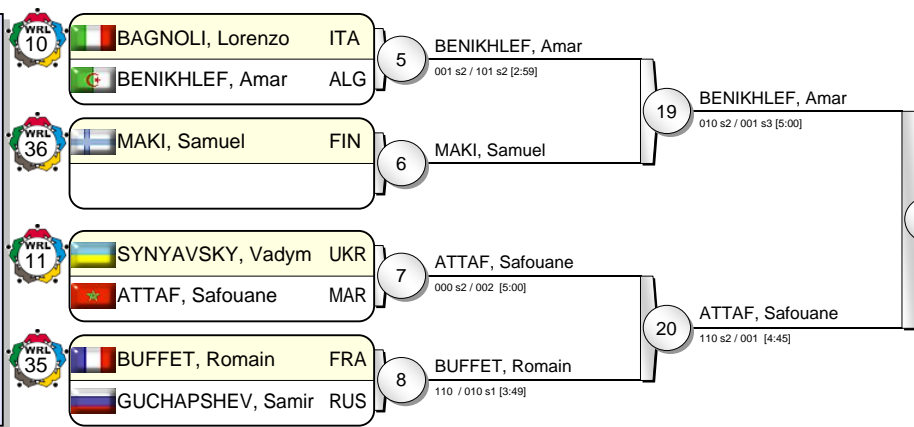 WRL
10
BAGNOLI, Lorenzo ITA
BENIKHLEF, Amar ALG
5
BENIKHLEF, Amar
001 s2 / 101 s2 [2:59]
WRL
36
MAKI, Samuel FIN
6
MAKI, Samuel
19
BENIKHLEF, Amar
010 s2 / 001 s3 [5:00]
WRL
11
SYNYAVSKY, Vadym UKR
ATTAF, Safouane MAR
7
ATTAF, Safouane
000 s2 / 002 [5:00]
WRL
35
BUFFET, Romain FRA
GUCHAPSHEV, Samir RUS
8
BUFFET, Romain
110 / 010 s1 [3:49]
20
ATTAF, Safouane
110 s2 / 001 [4:45]